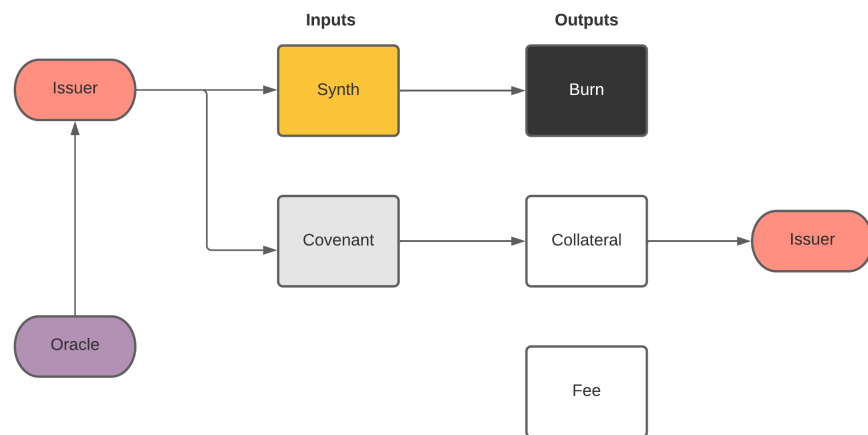 Inputs
Outputs
Issuer
Synth
Burn
Covenant
Collateral
Issuer
Oracle
Fee